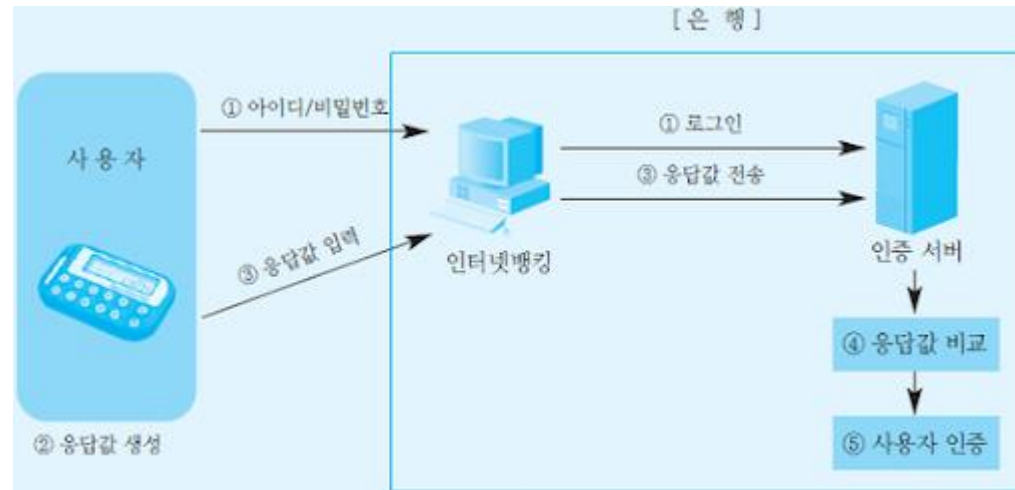 [은 행]
① 아이디/비밀번호
① 로그인
사용자
③ 응답값 전송
③ 응답값 입력
인터넷뱅킹
인증 서버
④ 응답값 비교
② 응답값 생성
⑤ 사용자 인증